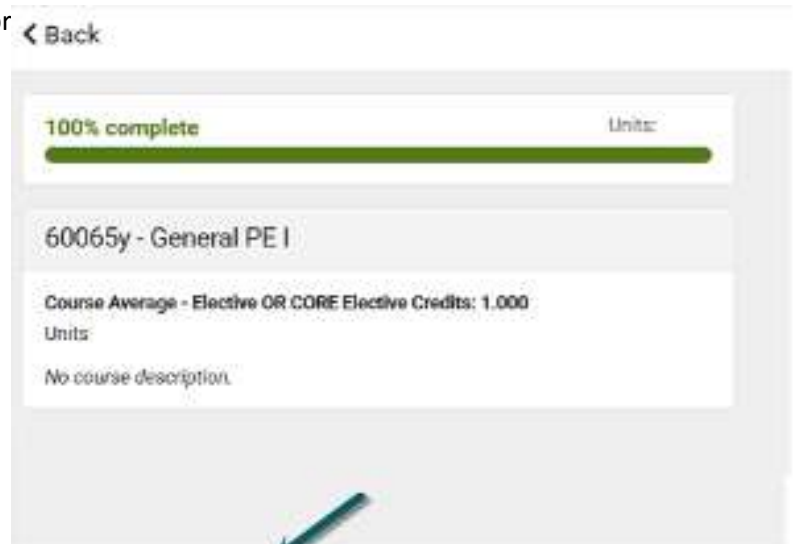 or
Back
100% complete Units:
60065y - General PE I
Course Average - Elective OR CORE Elective Credits: 1.000
Units
No course description.